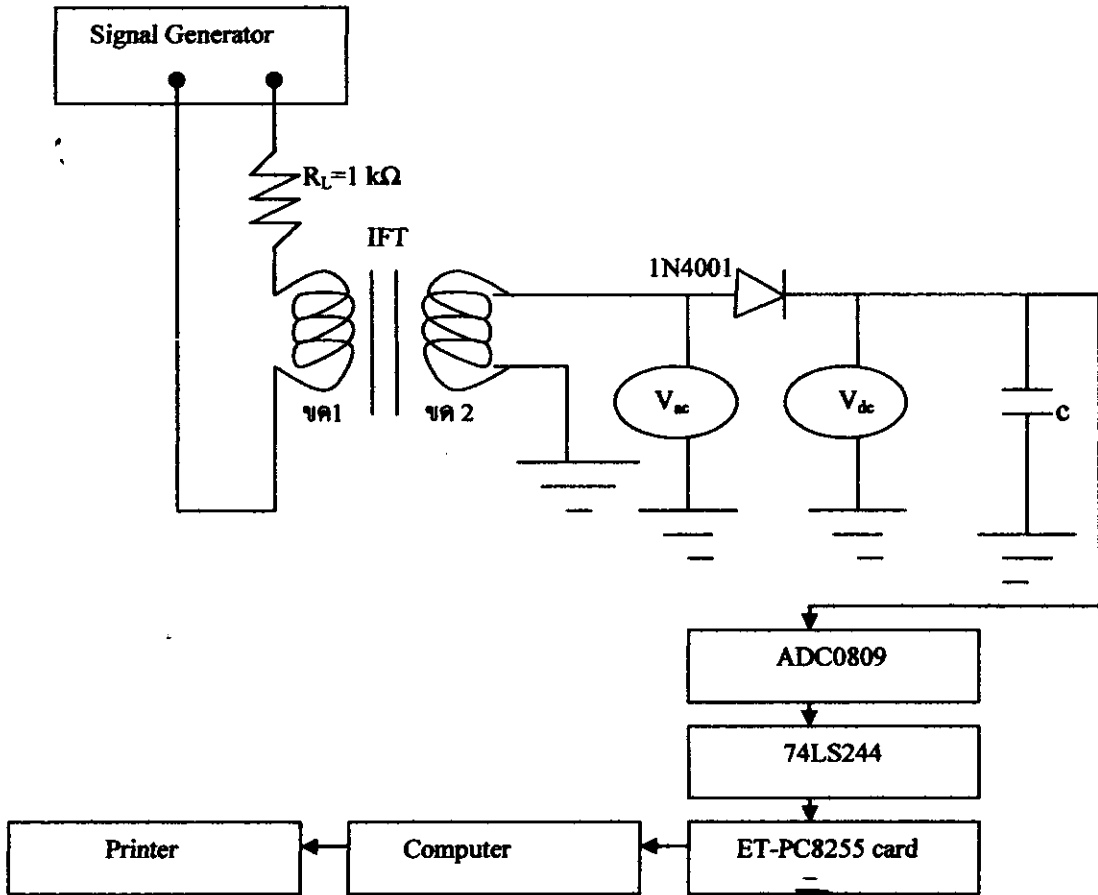 Signal Generator
R_L=1 kΩ
IFT
1N4001
ขด1
ขด 2
V_ac
V_dc
c
ADC0809
74LS244
Printer
Computer
ET-PC8255 card